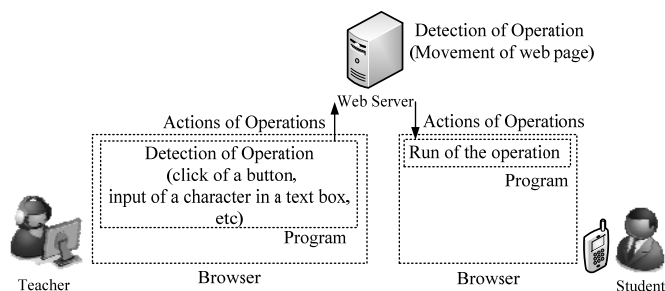 Detection of Operation
(Movement of web page)
Web Server
Actions of Operations
Actions of Operations
Detection of Operation
(click of a button,
input of a character in a text box,
etc)
Program
Run of the operation
Program
Teacher
Browser
Browser
Student